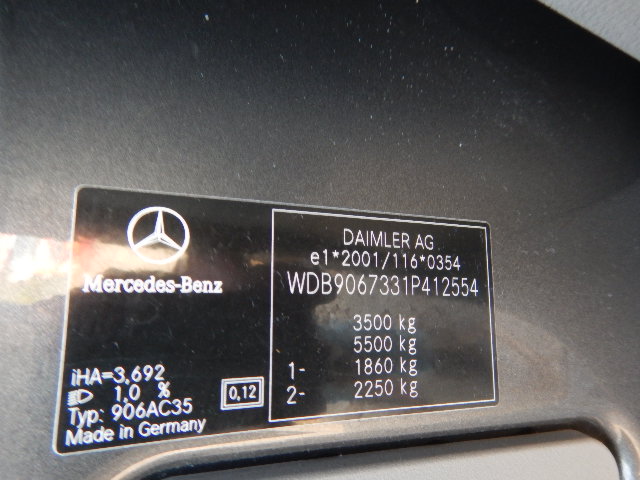 Mercedes-Benz
iHA=3,692
1,0 %
Typ: 906AC35
Made in Germany
0,12
DAIMLER AG
e1*2001/116*0354
WDB9067331P412554
3500 kg
5500 kg
1- 1860 kg
2- 2250 kg